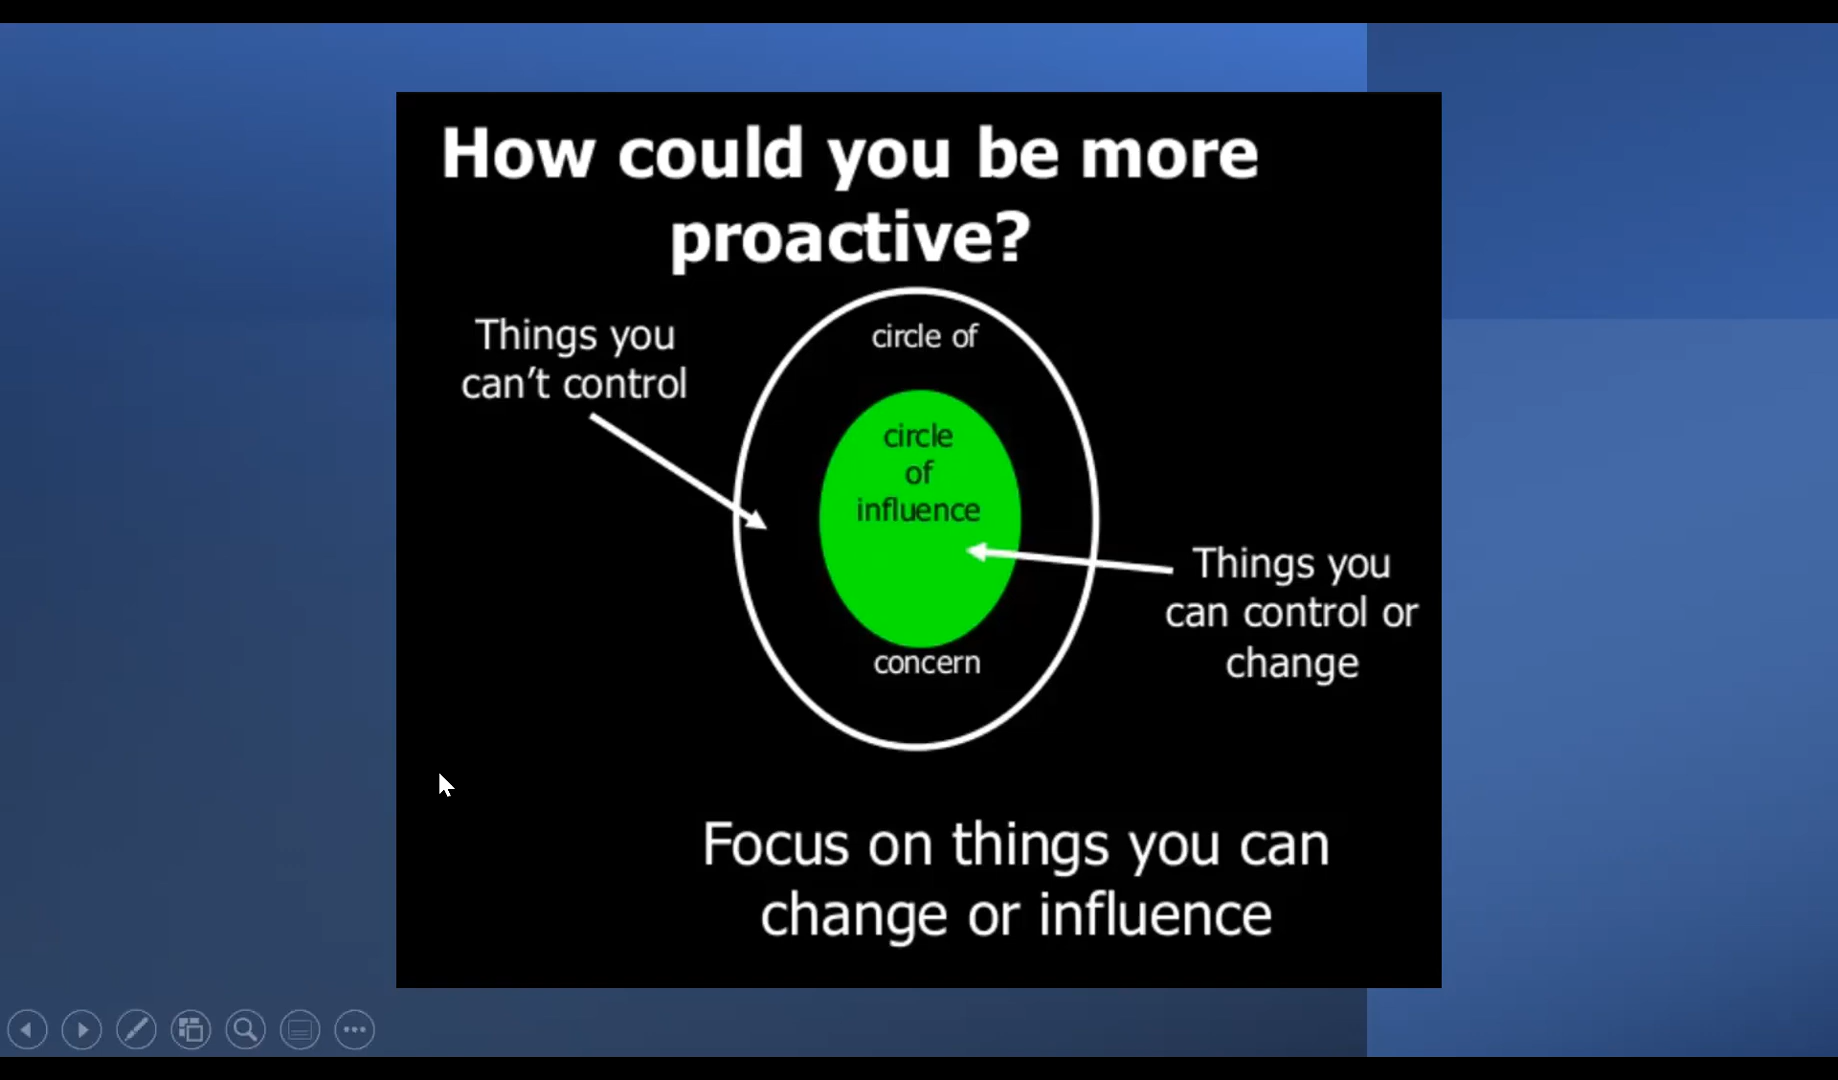 How could you be more
proactive?
Things you
can’t control
circle of
circle
of
influence
concern
Things you
can control or
change
Focus on things you can
change or influence